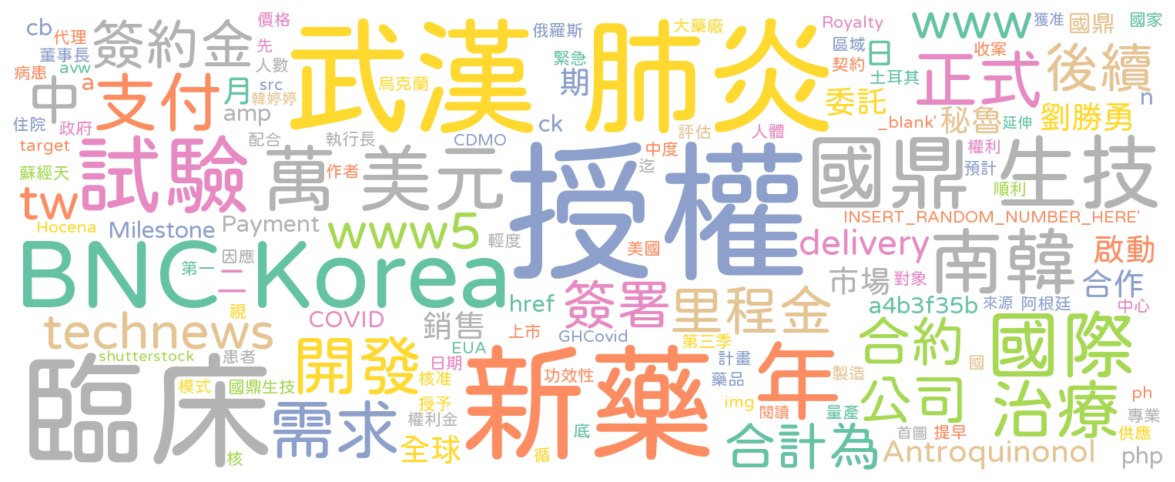 cb 代理 簽約金 價格 俄羅斯 大藥廠 Royalty www 獲准 國鼎 國家
董事長 先 武漢 肺炎 緊急 區域 日 收案 後續
病患 avw a 人數 烏克蘭 期 契約 土耳其 正式
中 支付 月 src 韓婷婷 委託 n
住院 政府 amp 配合 執行長 CDMO ck 評估 人體 _blank' 秘魯 延伸 劉勝勇
target 試驗 萬 美元 作者 中度 迄 授權 國鼎 生技 權利 預計
蘇經天 順利
tw Hocena Milestone Payment www5 輕度 美國 INSERT_RANDOM_NUMBER_HERE'
BNC Korea 二 第一 因應 delivery 南韓 啟動
視 href 簽署 里程金 市場 對象 合作
technews COVID 銷售 上市 GHCovid a4b3f35b 來源 阿根廷 中心
shutterstock 患者 EUA 日期 第三季 合約 國際
臨床 模式 國鼎生技 開發 核准 新藥 功效性 計畫 年 製造 國
授予 藥品 img 閱讀 量產 公司 治療 ph
需求 權利金 首圖 提早 專業 供應
核 全球 循 底 合計為 Antroquinonol php